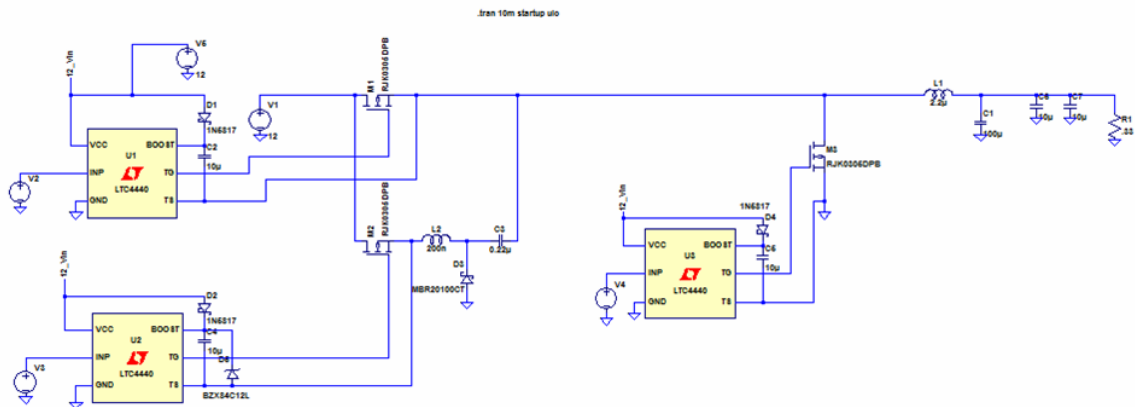 .tran 10m startup uic
12_Vin
V5
12
D1
1N5817
VCC
BOOST
U1
C2
10µ
INP
TG
LTC4440
GND
TS
V2
V1
12
M1
RJK0305DPB
M2
RJK0305DPB
L2
200n
C3
0.22µ
D3
MBR20100CT
12_Vin
D2
1N5817
VCC
BOOST
U2
C4
10µ
D5
INP
TG
LTC4440
GND
TS
V3
BZX84C12L
L1
2.2µ
C1
100µ
C6
10µ
C7
10µ
R1
.33
M3
RJK0305DPB
12_Vin
1N5817
D4
VCC
BOOST
U3
C5
10µ
INP
TG
LTC4440
GND
TS
V4